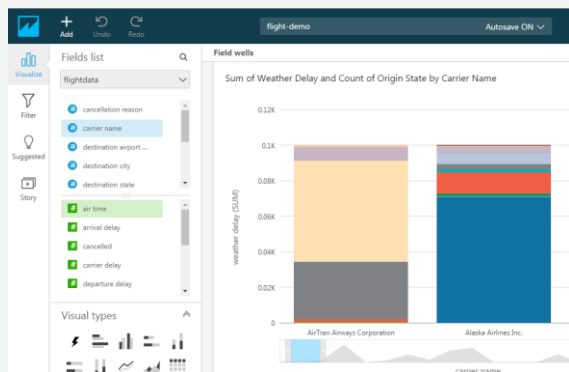 Add
Undo
Redo
flight-demo
Autosave ON
Visualize
Filter
Suggested
Story
Fields list
flightdata
cancellation reason
carrier name
destination airport ...
destination city
destination state
air time
arrival delay
cancelled
carrier delay
departure delay
Visual types
Field wells
Sum of Weather Delay and Count of Origin State by Carrier Name
weather delay (SUM)
0.12K
0.1K
0.08K
0.06K
0.04K
0.02K
0
AirTran Airways Corporation
Alaska Airlines Inc.
carrier name